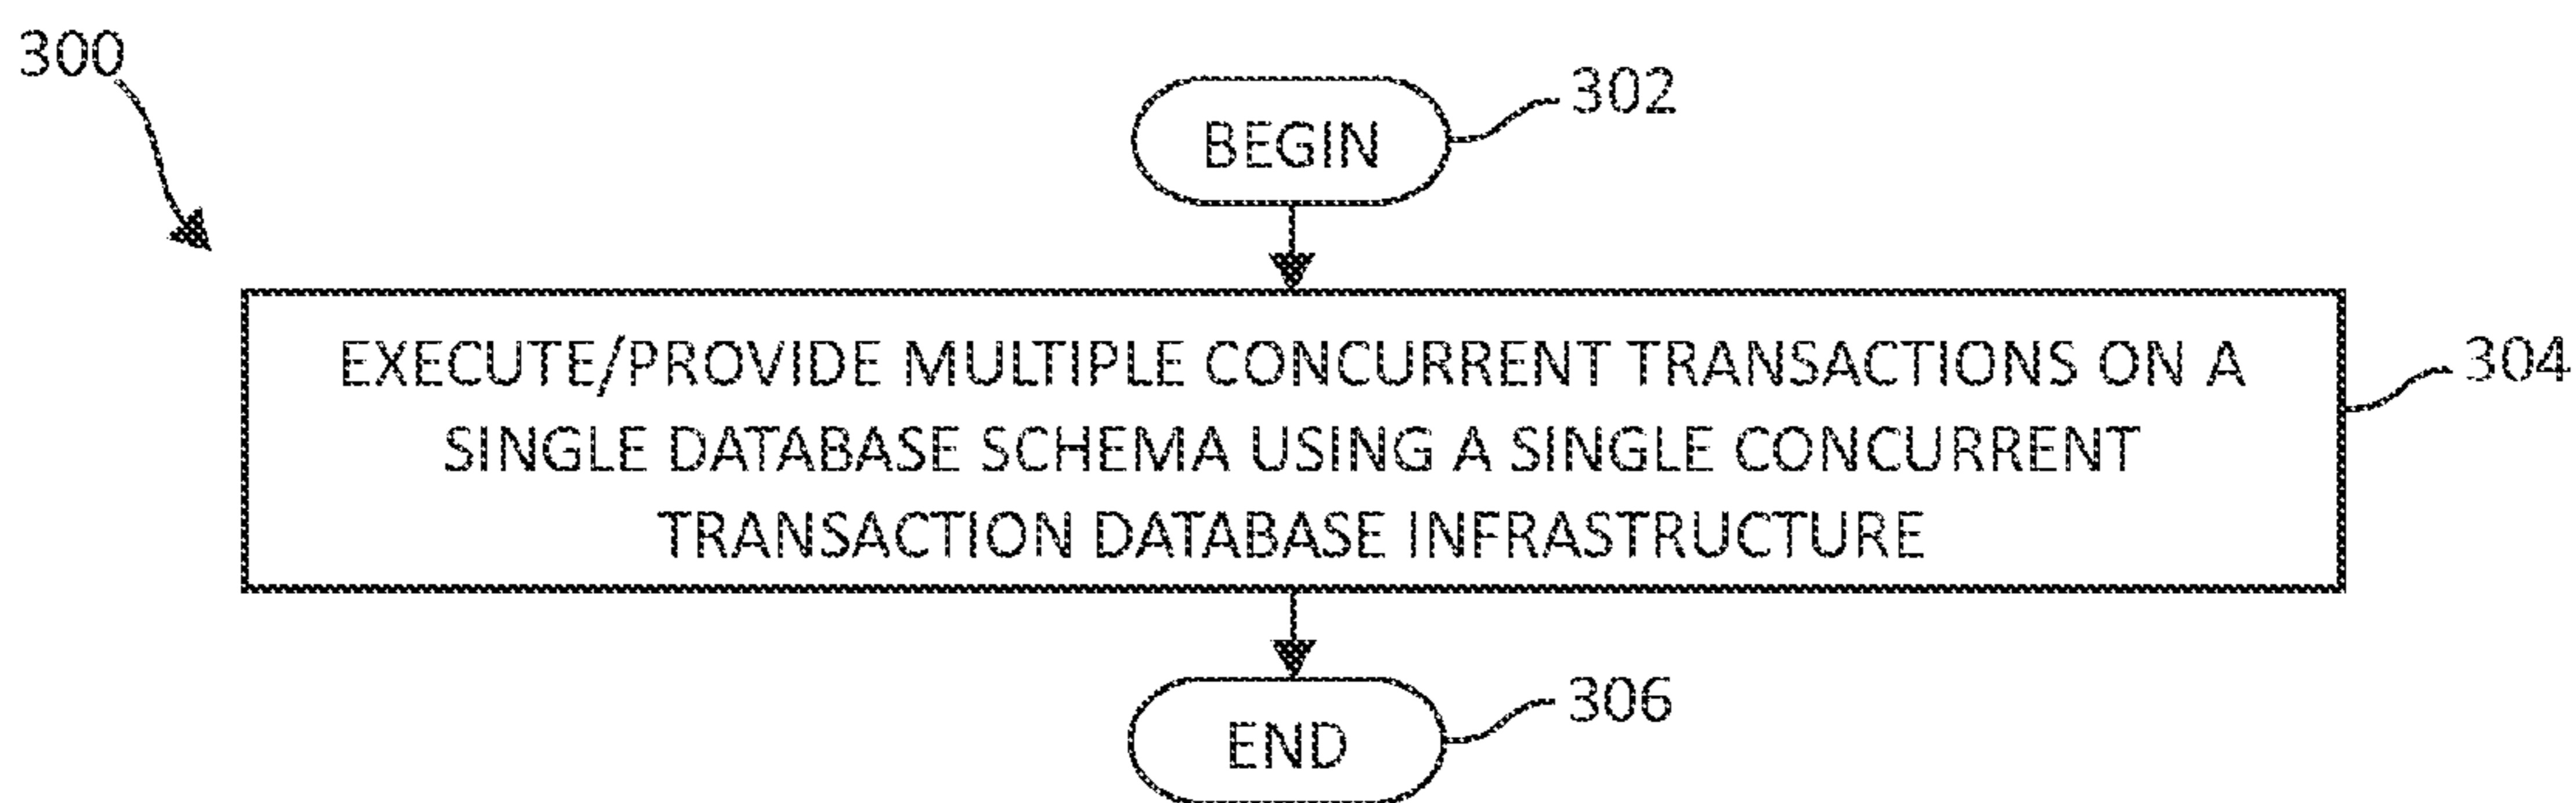 300
BEGIN
302
EXECUTE/PROVIDE MULTIPLE CONCURRENT TRANSACTIONS ON A
SINGLE DATABASE SCHEMA USING A SINGLE CONCURRENT
TRANSACTION DATABASE INFRASTRUCTURE
304
END
306